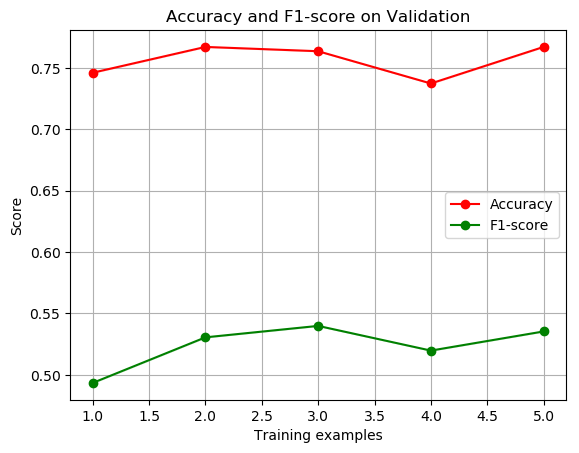 Accuracy and F1-score on Validation
Score
0.75
0.70
0.65
0.60
0.55
0.50
Accuracy
F1-score
1.0 1.5 2.0 2.5 3.0 3.5 4.0 4.5 5.0
Training examples